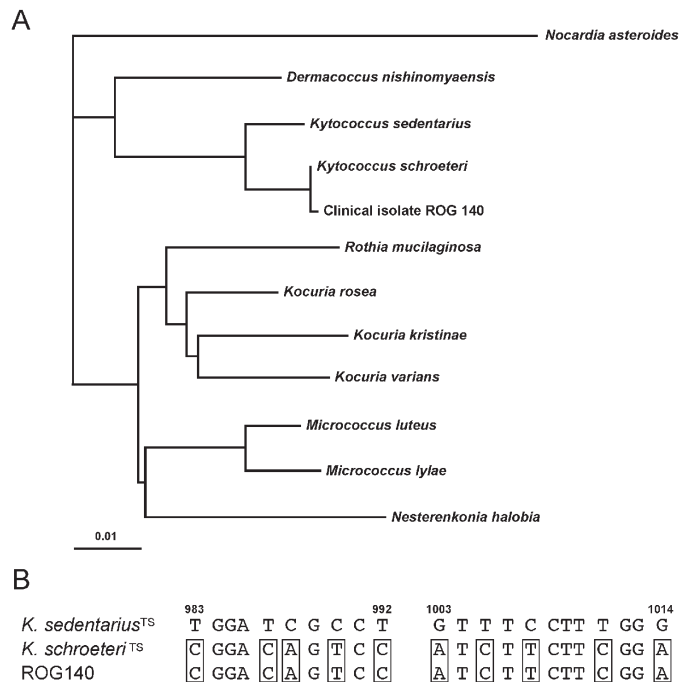 A
Nocardia asteroides
Dermacoccus nishinomyaensis
Kytococcus sedentarius
Kytococcus schroeteri
Clinical isolate ROG 140
Rothia mucilaginosa
Kocuria rosea
Kocuria kristinae
Kocuria varians
Micrococcus luteus
Micrococcus lylae
Nesterenkonia halobia
0.01
B
983 992 1003 1014
K. sedentariusTS T GGA T C G C C T G T T T C CTT T GG G
K. schroeteri TS C GGA C A G T C C A T C T T CTT C GG A
ROG140 C GGA C A G T C C A T C T T CTT C GG A